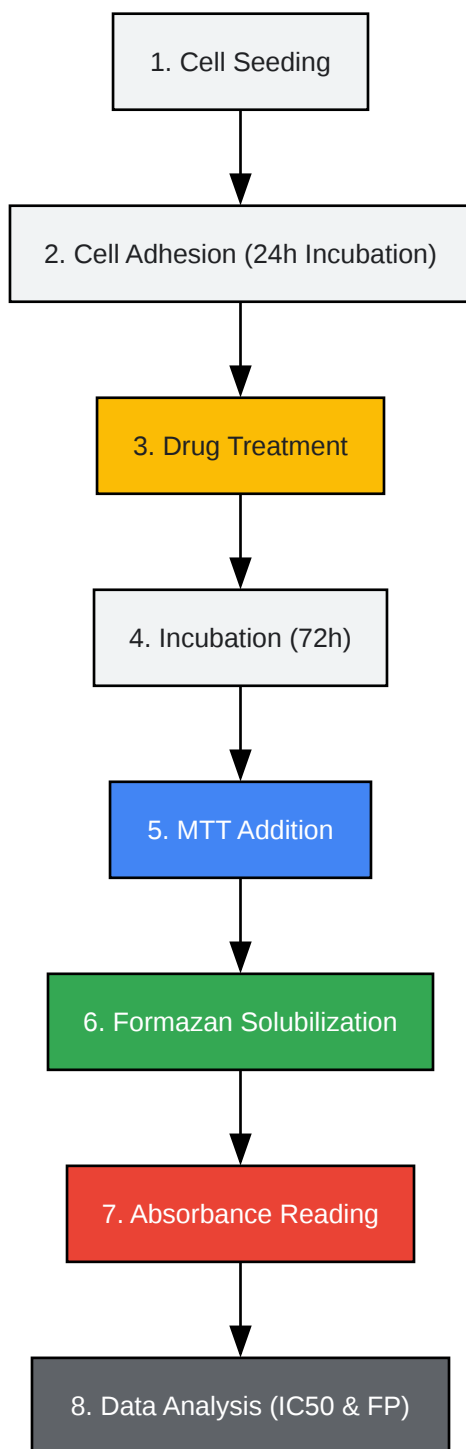 1. Cell Seeding
2. Cell Adhesion (24h Incubation)
3. Drug Treatment
4. Incubation (72h)
5. MTT Addition
6. Formazan Solubilization
7. Absorbance Reading
8. Data Analysis (IC50 & FP)